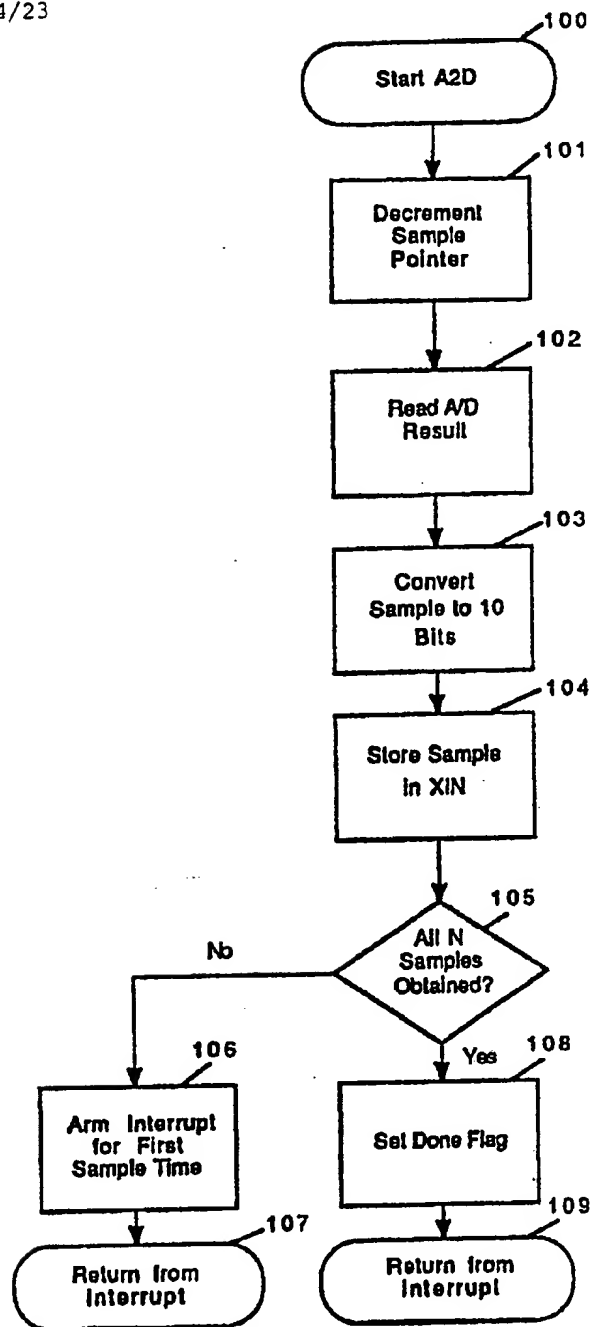 4/23
100
Start A2D
101
Decrement
Sample
Pointer
102
Read A/D
Result
103
Convert
Sample to 10
Bits
104
Store Sample
in XIN
105
All N
Samples
Obtained?
No
Yes
106
Arm Interrupt
for First
Sample Time
108
Set Done Flag
107
Return from
Interrupt
109
Return from
Interrupt